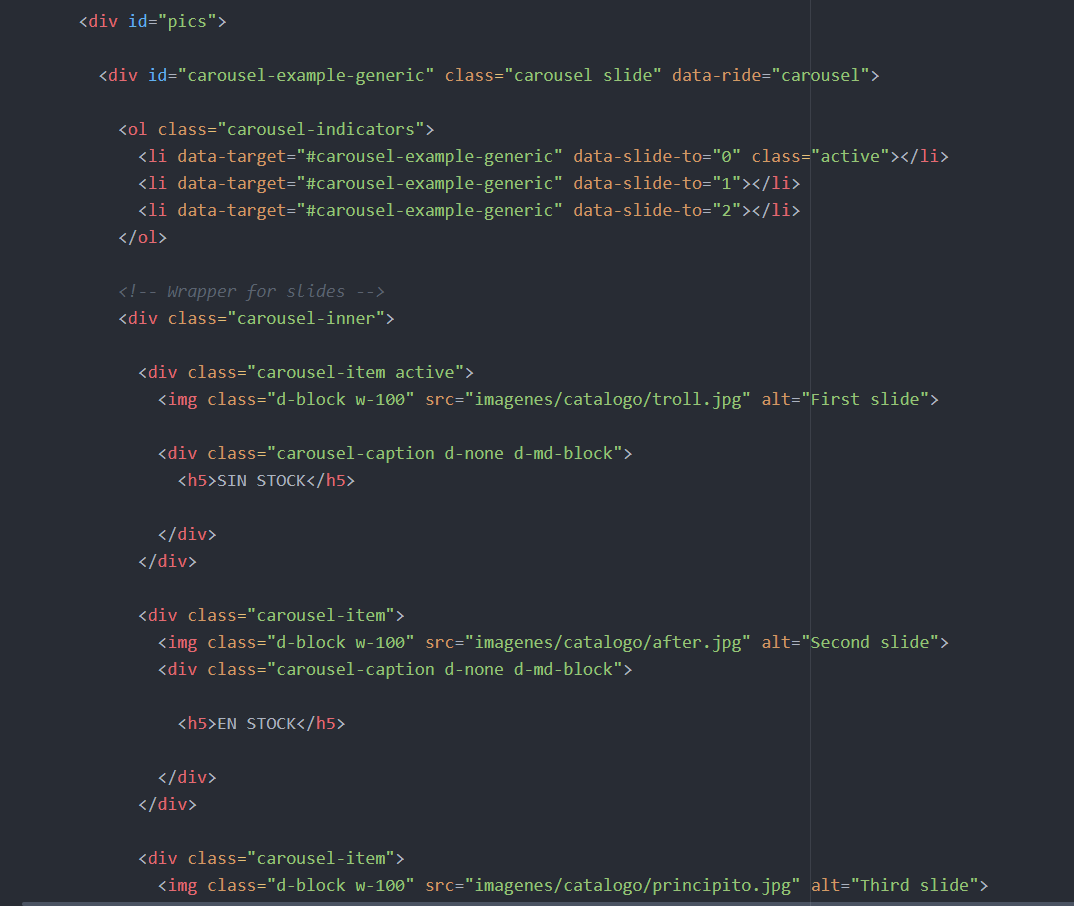 <div id="pics">
<div id="carousel-example-generic" class="carousel slide" data-ride="carousel">
<ol class="carousel-indicators">
<li data-target="#carousel-example-generic" data-slide-to="0" class="active"></li>
<li data-target="#carousel-example-generic" data-slide-to="1"></li>
<li data-target="#carousel-example-generic" data-slide-to="2"></li>
</ol>
<!-- Wrapper for slides -->
<div class="carousel-inner">
<div class="carousel-item active">
<img class="d-block w-100" src="imagenes/catalogo/troll.jpg" alt="First slide">
<div class="carousel-caption d-none d-md-block">
<h5>SIN STOCK</h5>
</div>
</div>
<div class="carousel-item">
<img class="d-block w-100" src="imagenes/catalogo/after.jpg" alt="Second slide">
<div class="carousel-caption d-none d-md-block">
<h5>EN STOCK</h5>
</div>
</div>
<div class="carousel-item">
<img class="d-block w-100" src="imagenes/catalogo/principito.jpg" alt="Third slide">